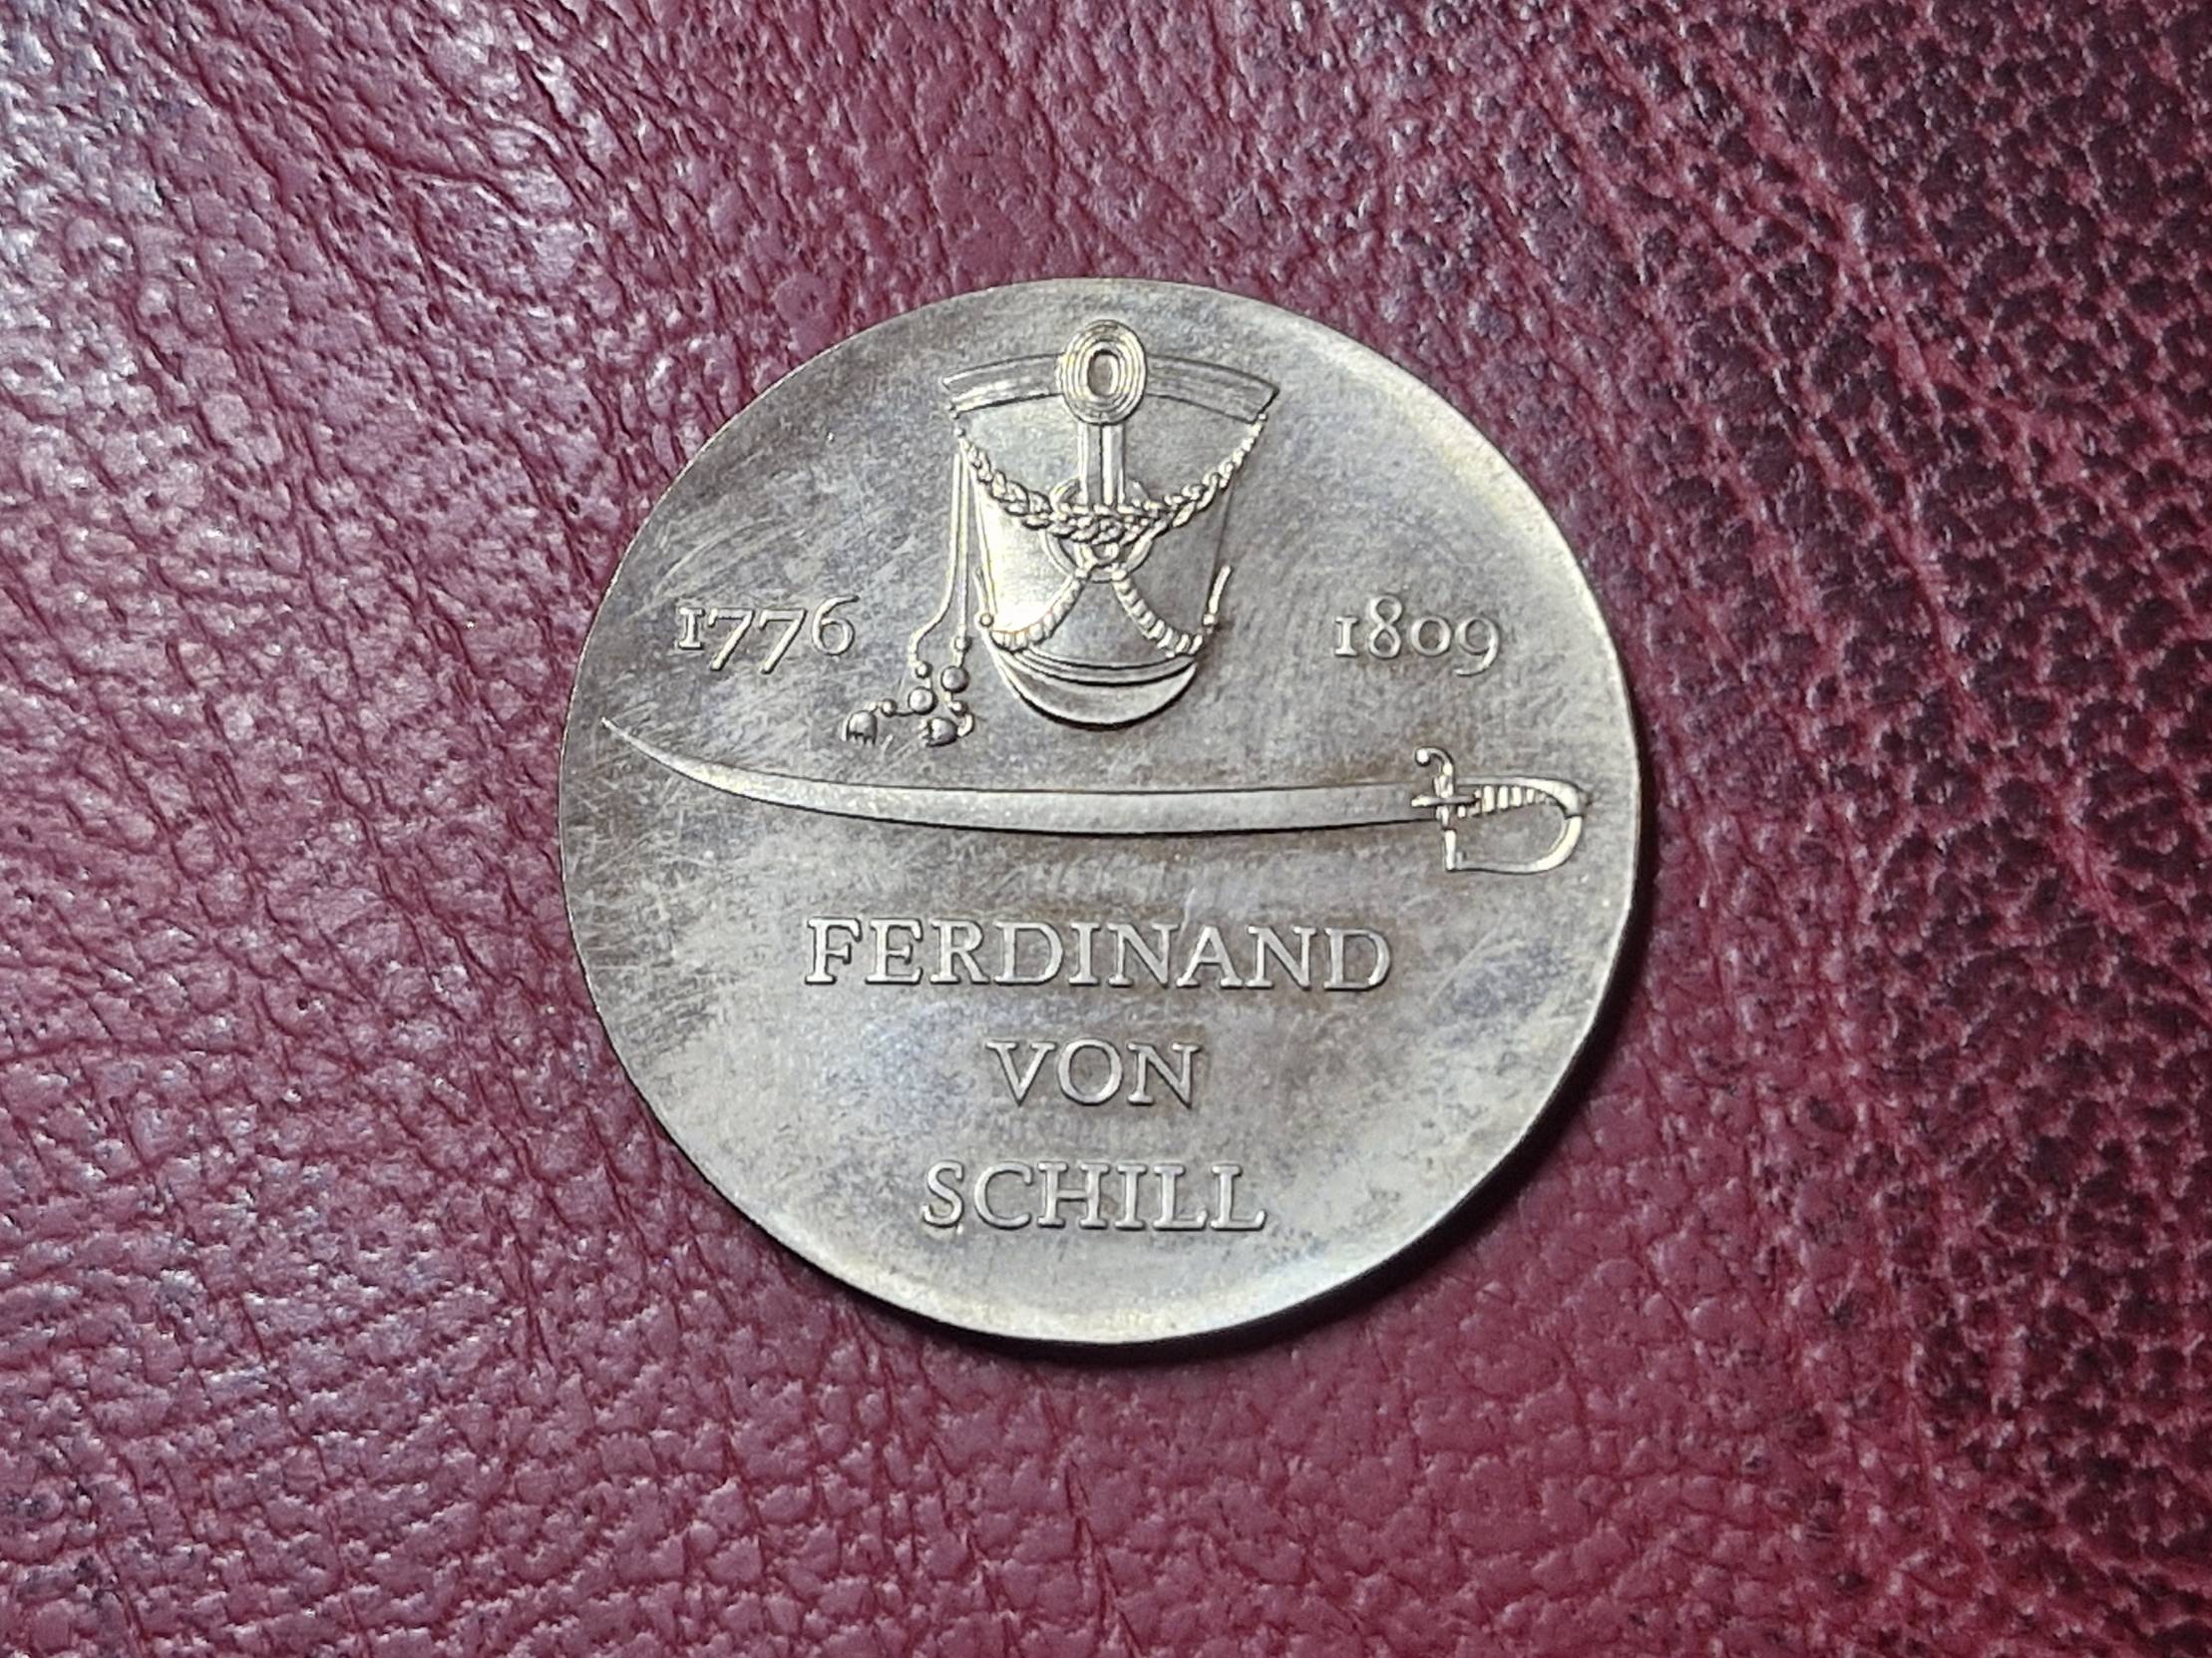 1776 1809
FERDINAND
VON
SCHILL